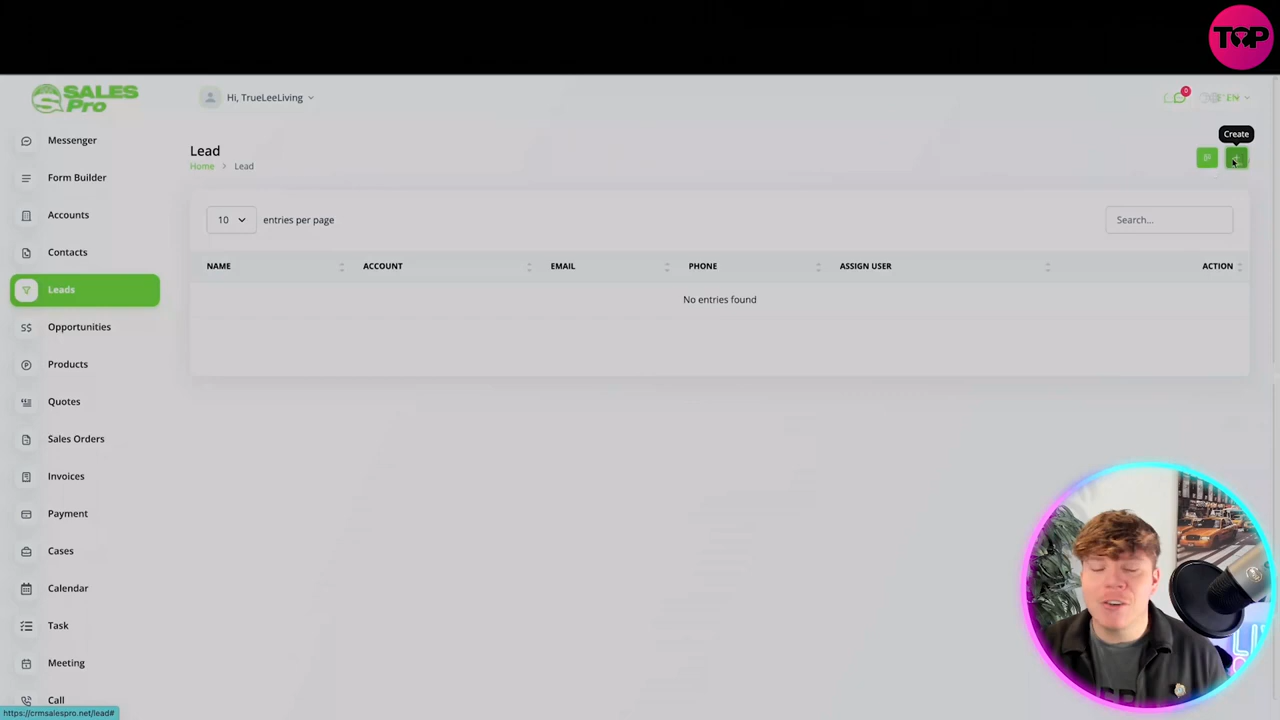 TOP
SALES
Pro
Hi, TrueLeeLiving
0
EN
Messenger
Form Builder
Accounts
Contacts
Leads
Opportunities
Products
Quotes
Sales Orders
Invoices
Payment
Cases
Calendar
Task
Meeting
Call
Lead
Home > Lead
Create
10 entries per page
Search...
NAME ACCOUNT EMAIL PHONE ASSIGN USER ACTION
No entries found
https://crmsalespro.net/lead#